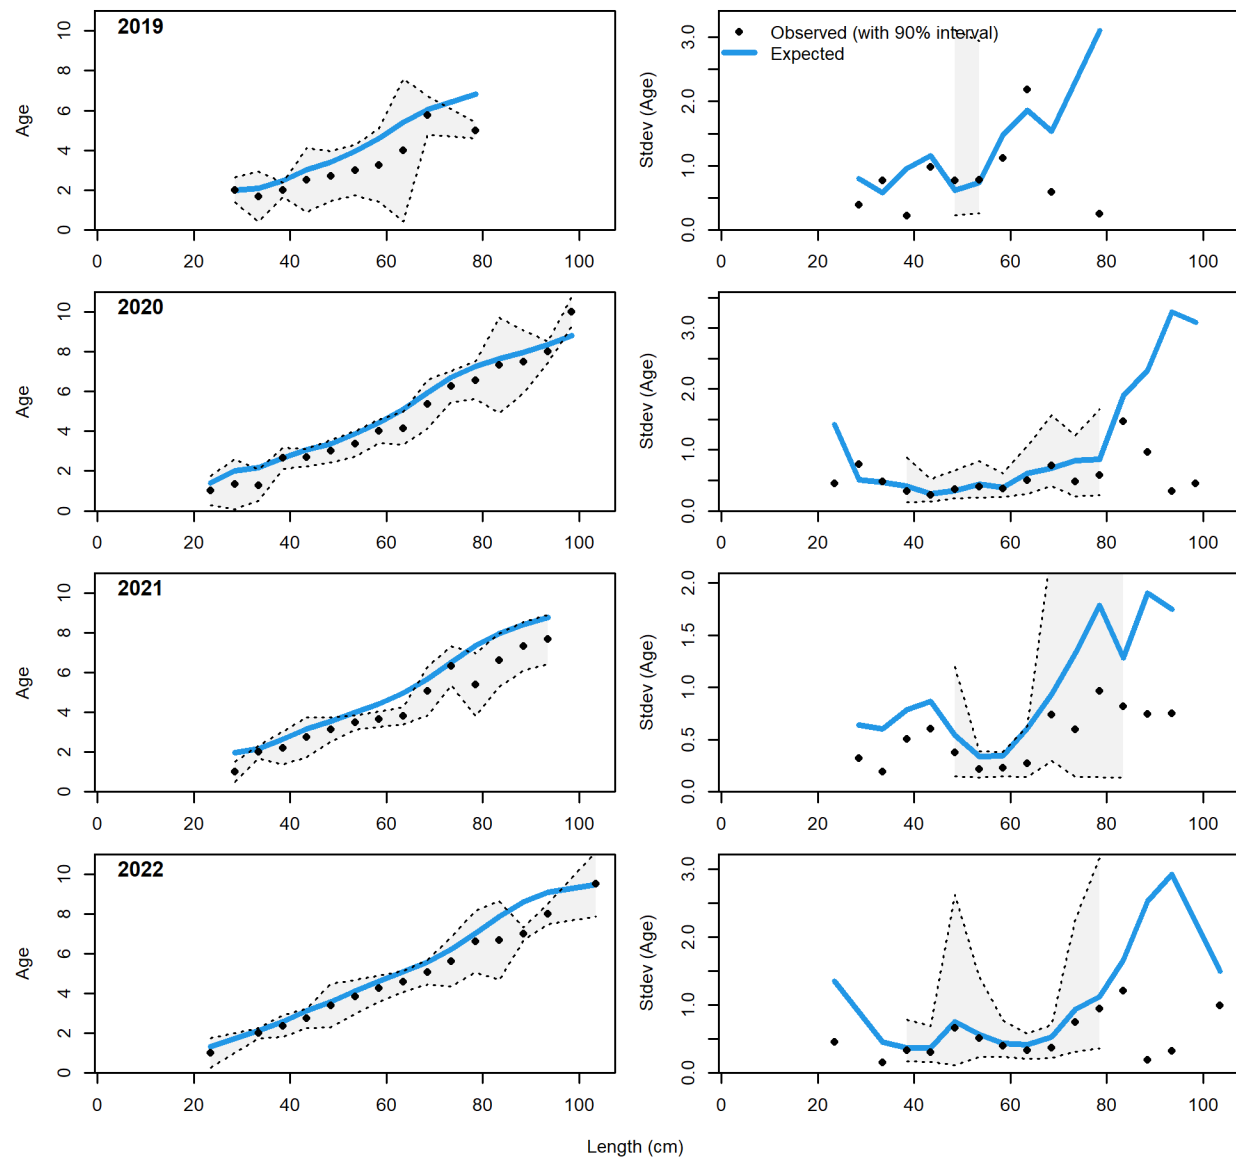 2019
Age
0 2 4 6 8 10
0 20 40 60 80 100
Observed (with 90% interval)
Expected
Stdev (Age)
0.0 1.0 2.0 3.0
0 20 40 60 80 100
2020
Age
0 2 4 6 8 10
0 20 40 60 80 100
Stdev (Age)
0.0 1.0 2.0 3.0
0 20 40 60 80 100
2021
Age
0 2 4 6 8 10
0 20 40 60 80 100
Stdev (Age)
0.0 0.5 1.0 1.5 2.0
0 20 40 60 80 100
2022
Age
0 2 4 6 8 10
0 20 40 60 80 100
Stdev (Age)
0.0 1.0 2.0 3.0
0 20 40 60 80 100
Length (cm)